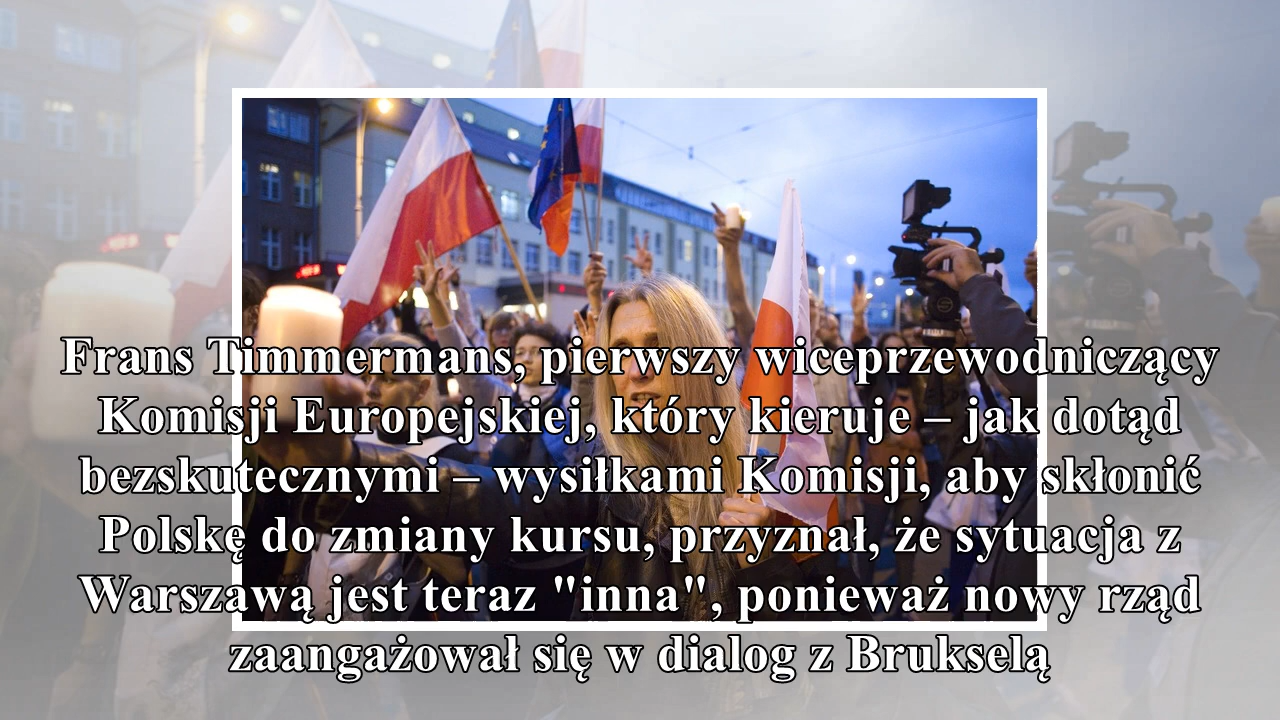 Frans Timmermans, pierwszy wiceprzewodniczący
Komisji Europejskiej, który kieruje – jak dotąd
bezskutecznymi – wysiłkami Komisji, aby skłonić
Polskę do zmiany kursu, przyznał, że sytuacja z
Warszawą jest teraz "inna", ponieważ nowy rząd
zaangażował się w dialog z Brukselą